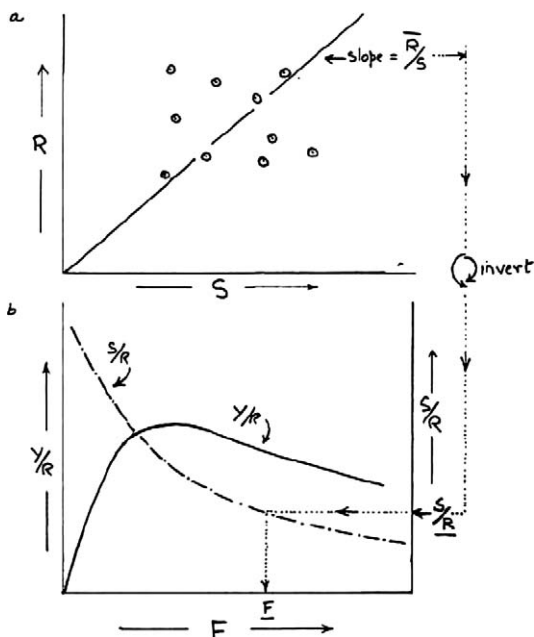 a
slope = R/S
R
invert
S
b
S/R
Y/R
S/R
Y/R
S/R
F
F